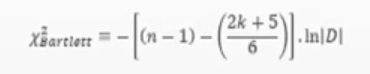 χ²Bartlett = −[(n − 1) − ((2k + 5)/6)] . ln|D|